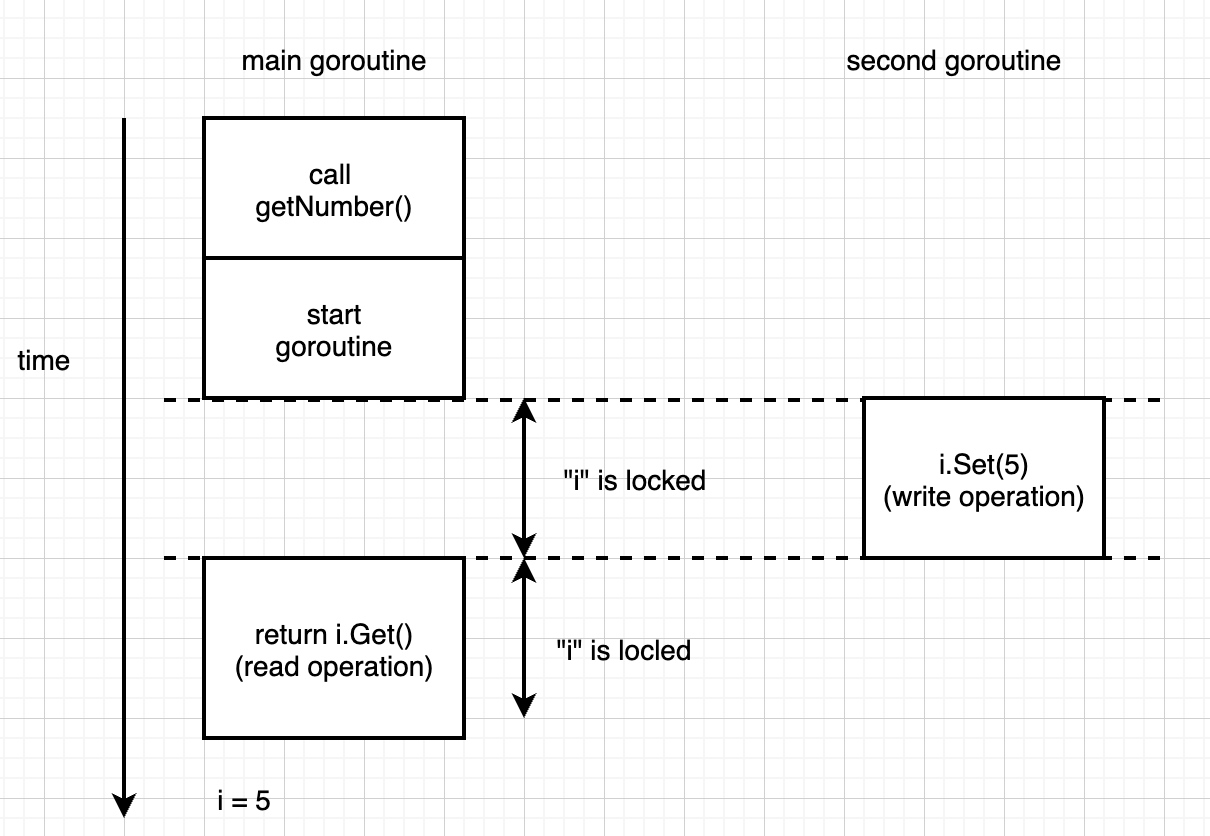 main goroutine
second goroutine
call
getNumber()
start
goroutine
time
"i" is locked
i.Set(5)
(write operation)
return i.Get()
(read operation)
"i" is locled
i = 5